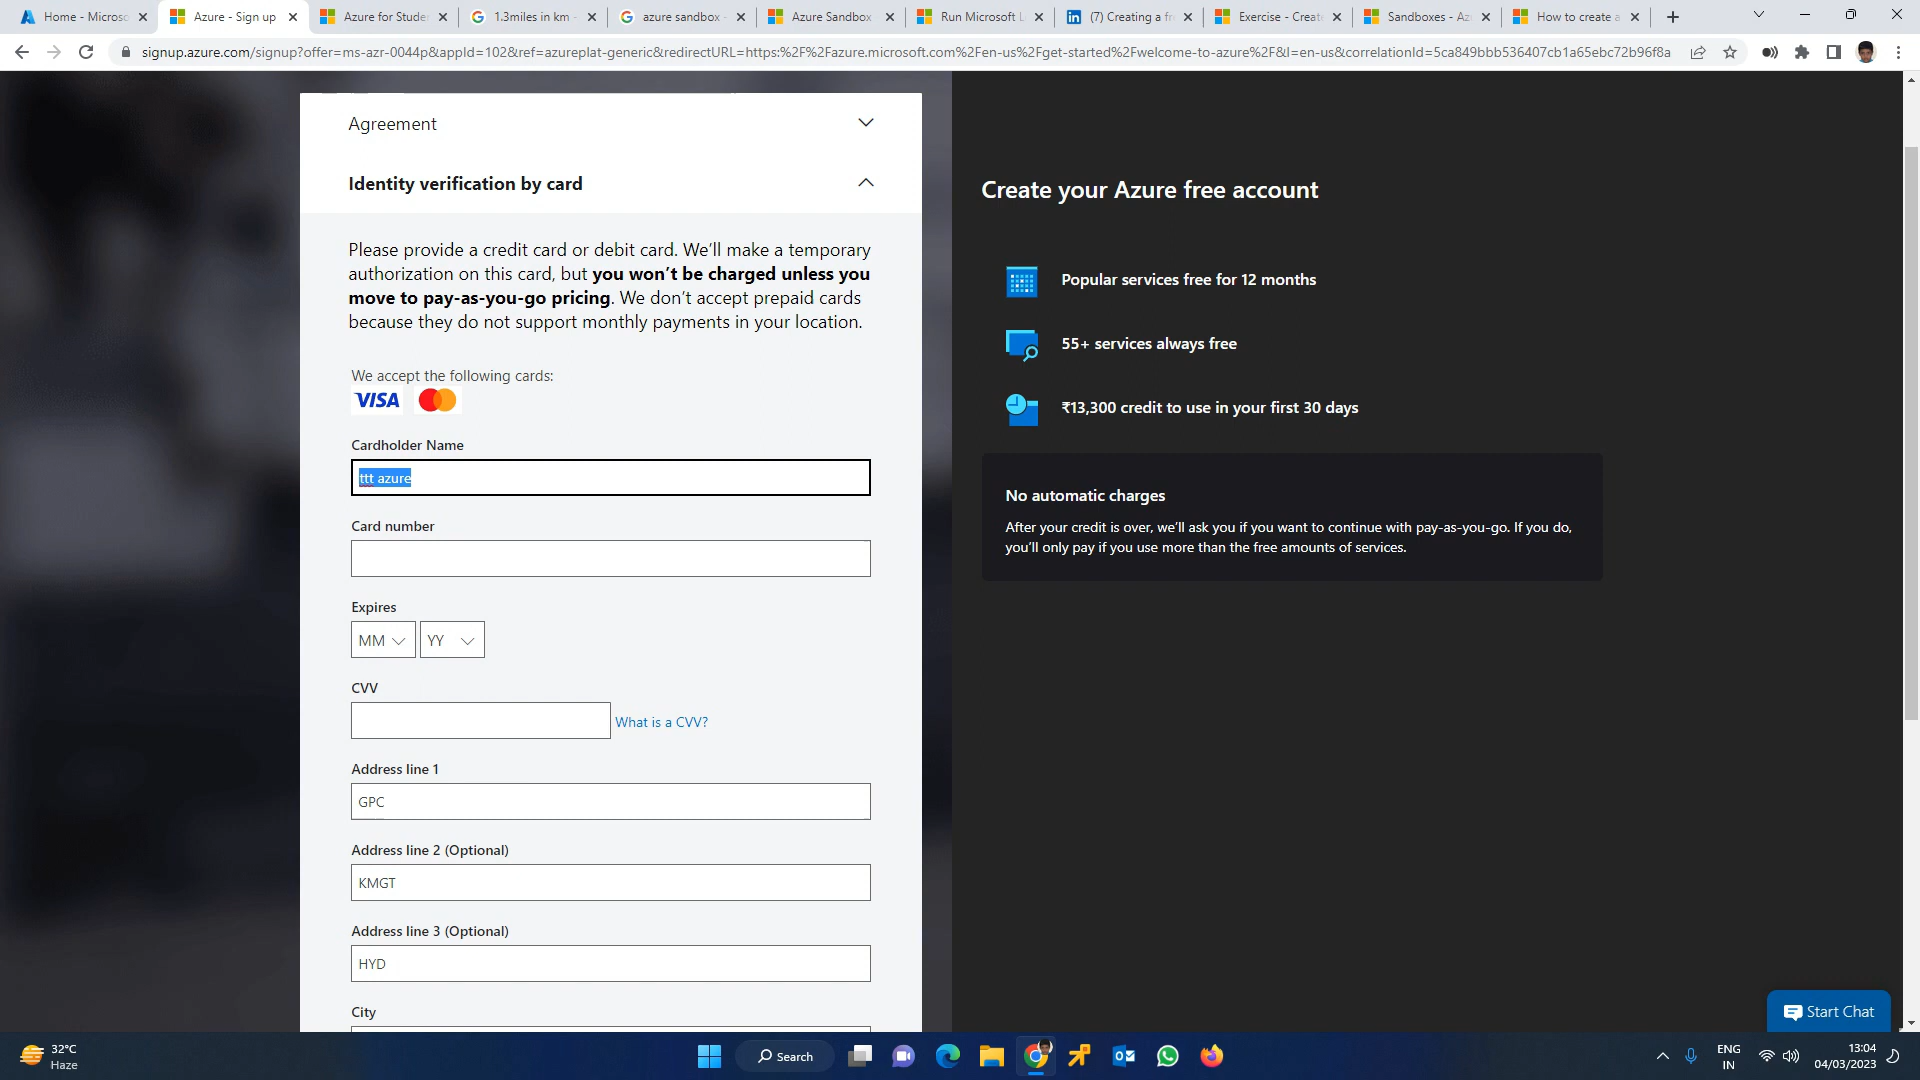 Home - Microso
Azure - Sign up
Azure for Stude
1.3miles in km -
azure sandbox -
Azure Sandbox
Run Microsoft L
(7) Creating a fr
Exercise - Creat
Sandboxes - Az
How to create a
signup.azure.com/signup?offer=ms-azr-0044p&appId=102&ref=azureplat-generic&redirectURL=https:%2F%2Fazure.microsoft.com%2Fen-us%2Fget-started%2Fwelcome-to-azure%2F&l=en-us&correlationId=5ca849bbb536407cb1a65ebc72b96f8a
Agreement
Identity verification by card
Please provide a credit card or debit card. We'll make a temporary
authorization on this card, but you won't be charged unless you
move to pay-as-you-go pricing. We don't accept prepaid cards
because they do not support monthly payments in your location.
We accept the following cards:
VISA
Cardholder Name
ttt azure
Card number
Expires
MM
YY
CVV
What is a CVV?
Address line 1
GPC
Address line 2 (Optional)
KMGT
Address line 3 (Optional)
HYD
City
Create your Azure free account
Popular services free for 12 months
55+ services always free
₹13,300 credit to use in your first 30 days
No automatic charges
After your credit is over, we'll ask you if you want to continue with pay-as-you-go. If you do,
you'll only pay if you use more than the free amounts of services.
Start Chat
32°C
Haze
Search
ENG
IN
13:04
04/03/2023